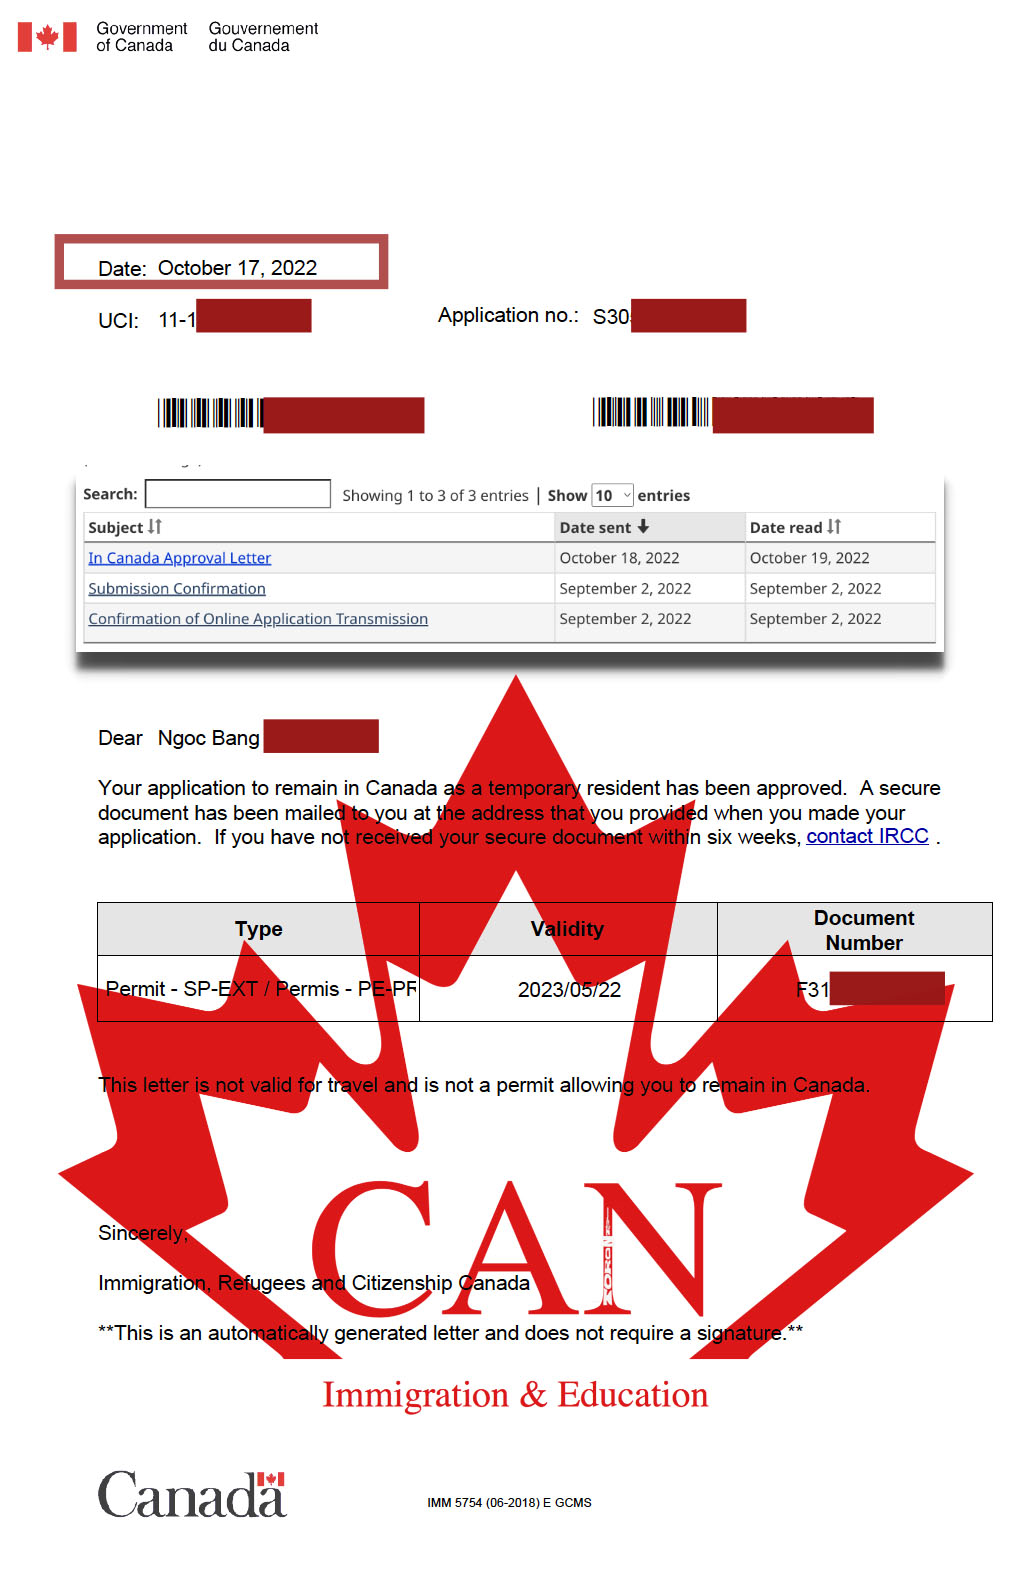 Government of Canada
Gouvernement du Canada
Date: October 17, 2022
UCI: 11-1
Application no.: S30
Search:
Showing 1 to 3 of 3 entries | Show 10 entries
Subject Date sent Date read
In Canada Approval Letter October 18, 2022 October 19, 2022
Submission Confirmation September 2, 2022 September 2, 2022
Confirmation of Online Application Transmission September 2, 2022 September 2, 2022
Dear Ngoc Bang
Your application to remain in Canada as a temporary resident has been approved. A secure
document has been mailed to you at the address that you provided when you made your
application. If you have not received your secure document within six weeks, contact IRCC .
Type Validity Document Number
Permit - SP-EXT / Permis - PE-PR 2023/05/22 F31
This letter is not valid for travel and is not a permit allowing you to remain in Canada.
CAN
Sincerely,
Immigration, Refugees and Citizenship Canada
**This is an automatically generated letter and does not require a signature.**
Immigration & Education
Canada
IMM 5754 (06-2018) E GCMS